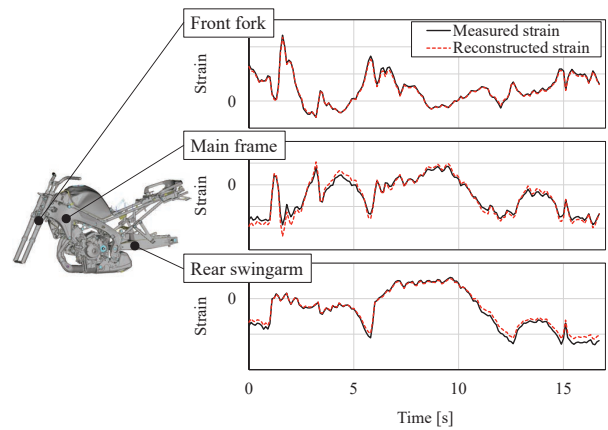 Front fork
Measured strain
Reconstructed strain
Strain
0
Main frame
Strain
0
Rear swingarm
Strain
0
0
5
10
15
Time [s]